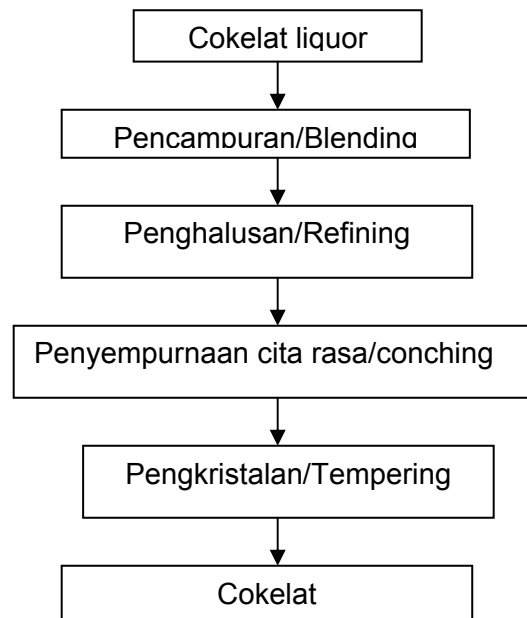 Cokelat liquor
Pencampuran/Blending
Penghalusan/Refining
Penyempurnaan cita rasa/conching
Pengkristalan/Tempering
Cokelat